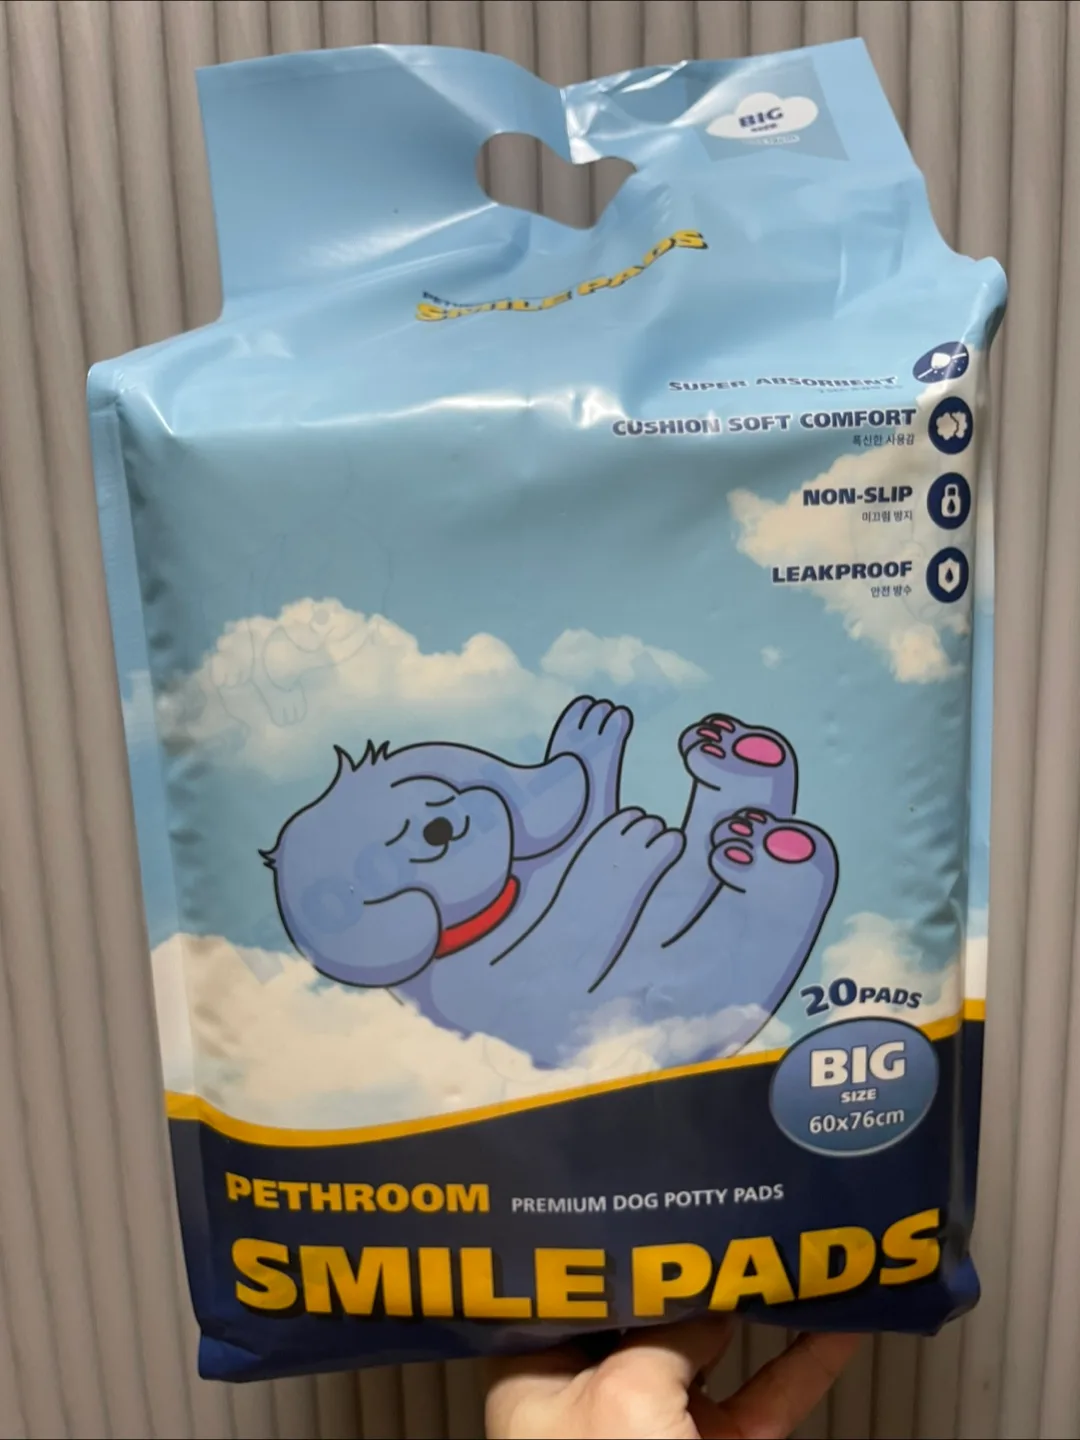 BIG
SMILE PADS
SUPER ABSORBENT
CUSHION SOFT COMFORT
폭신한 사용감
NON-SLIP
미끄럼 방지
LEAKPROOF
안전 방수
20PADS
BIG
SIZE
60x76cm
PETHROOM PREMIUM DOG POTTY PADS
SMILE PADS